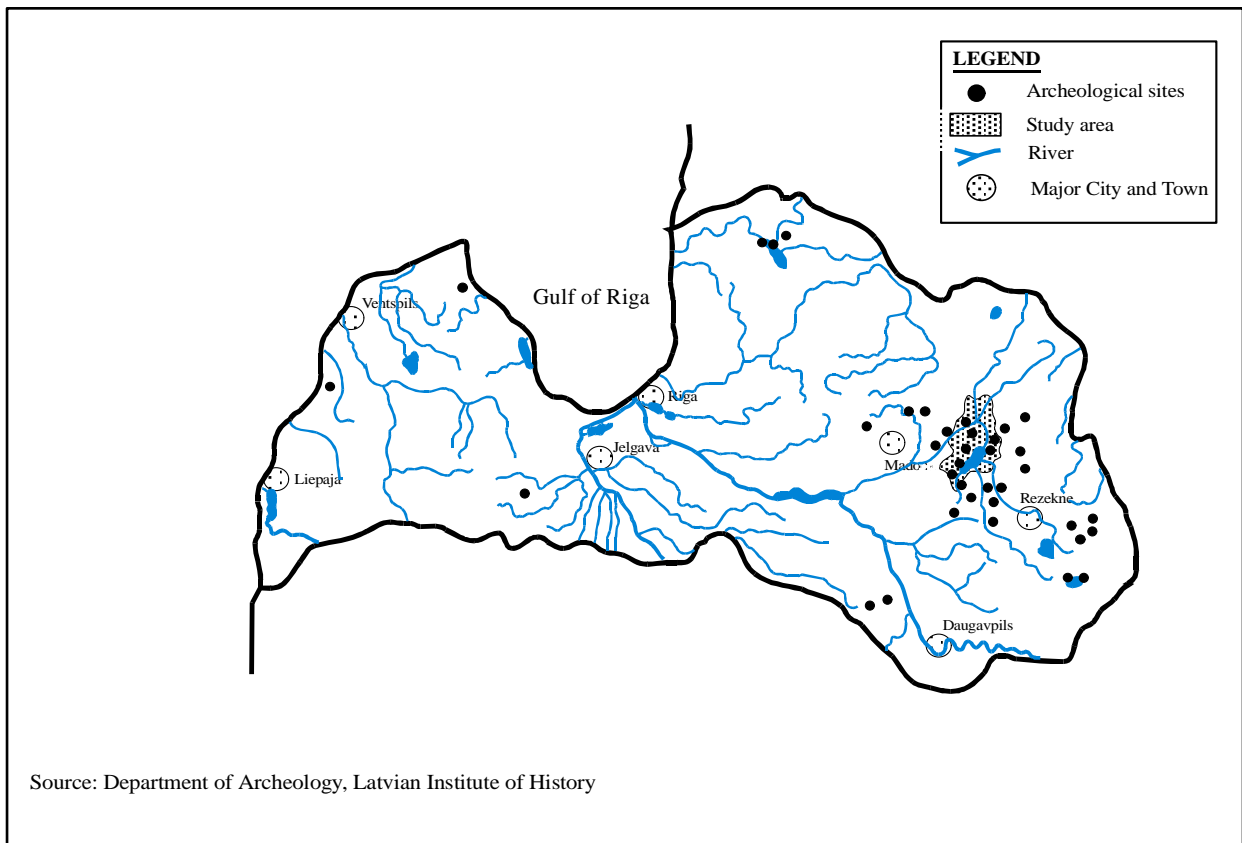 LEGEND
Archeological sites
Study area
River
Major City and Town
Gulf of Riga
Ventspils
Riga
Jelgava
Liepaja
Mado
Rezekne
Daugavpils
Source: Department of Archeology, Latvian Institute of History